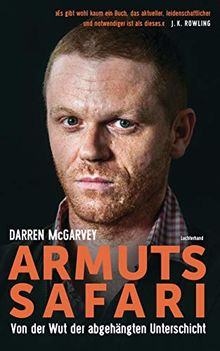 »Es gibt wohl kaum ein Buch, das aktueller, leidenschaftlicher
und notwendiger ist als dieses.« J. K. ROWLING
DARREN McGARVEY
Luchterhand
ARMUTS
SAFARI
Von der Wut der abgehängten Unterschicht